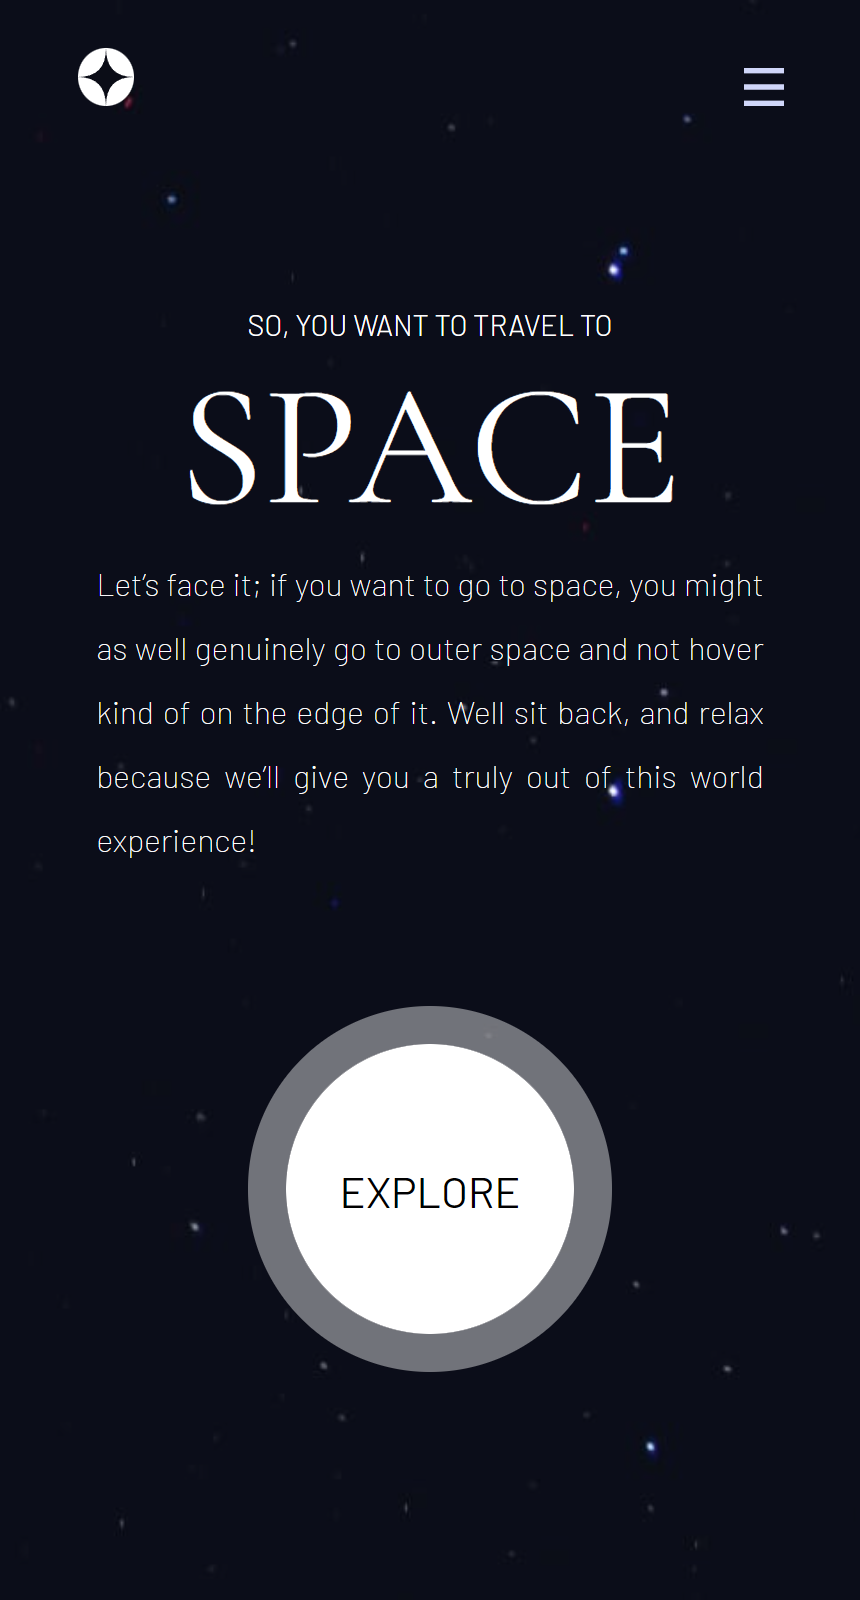 SO, YOU WANT TO TRAVEL TO
SPACE
Let’s face it; if you want to go to space, you might
as well genuinely go to outer space and not hover
kind of on the edge of it. Well sit back, and relax
because we’ll give you a truly out of this world
experience!
EXPLORE